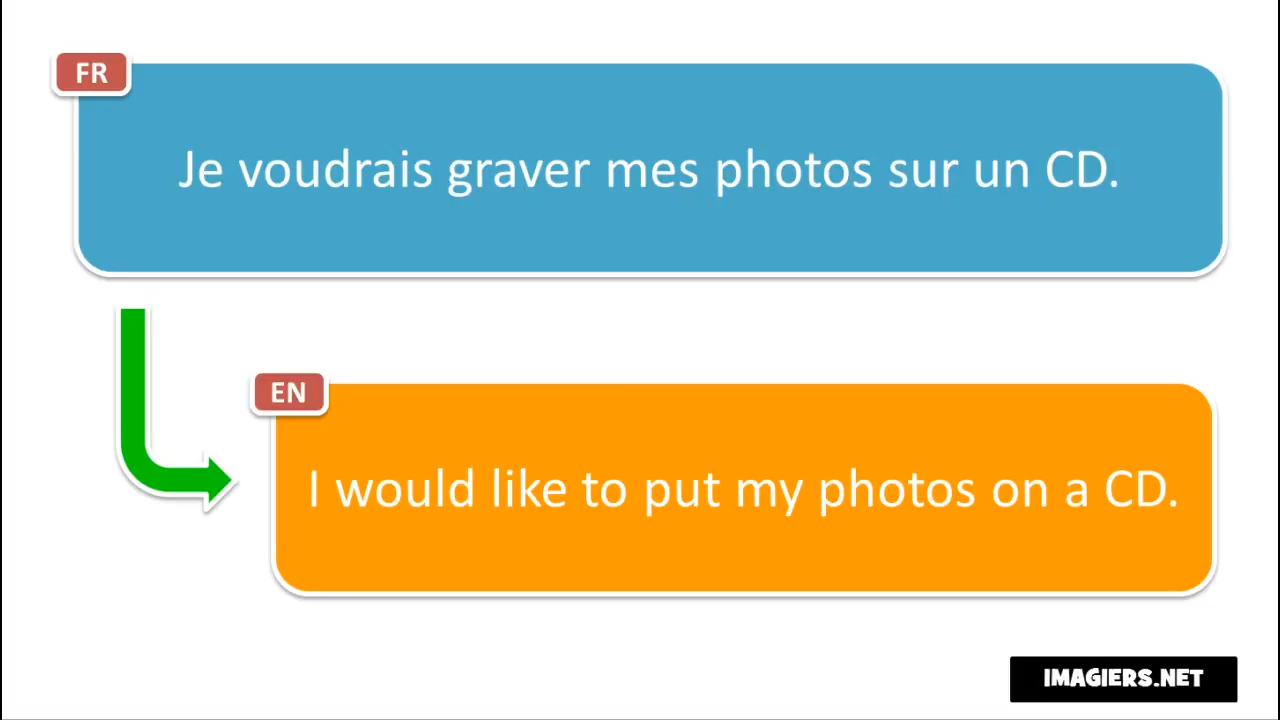 FR
Je voudrais graver mes photos sur un CD.
EN
I would like to put my photos on a CD.
IMAGIERS.NET